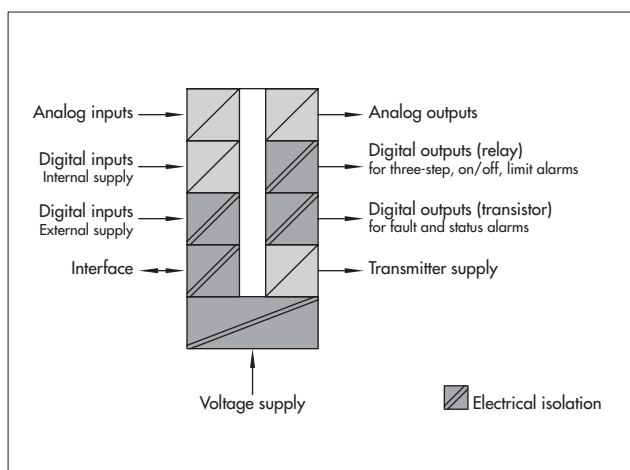 Analog inputs
Analog outputs
Digital inputs
Internal supply
Digital outputs (relay)
for three-step, on/off, limit alarms
Digital inputs
External supply
Digital outputs (transistor)
for fault and status alarms
Interface
Transmitter supply
Voltage supply
Electrical isolation